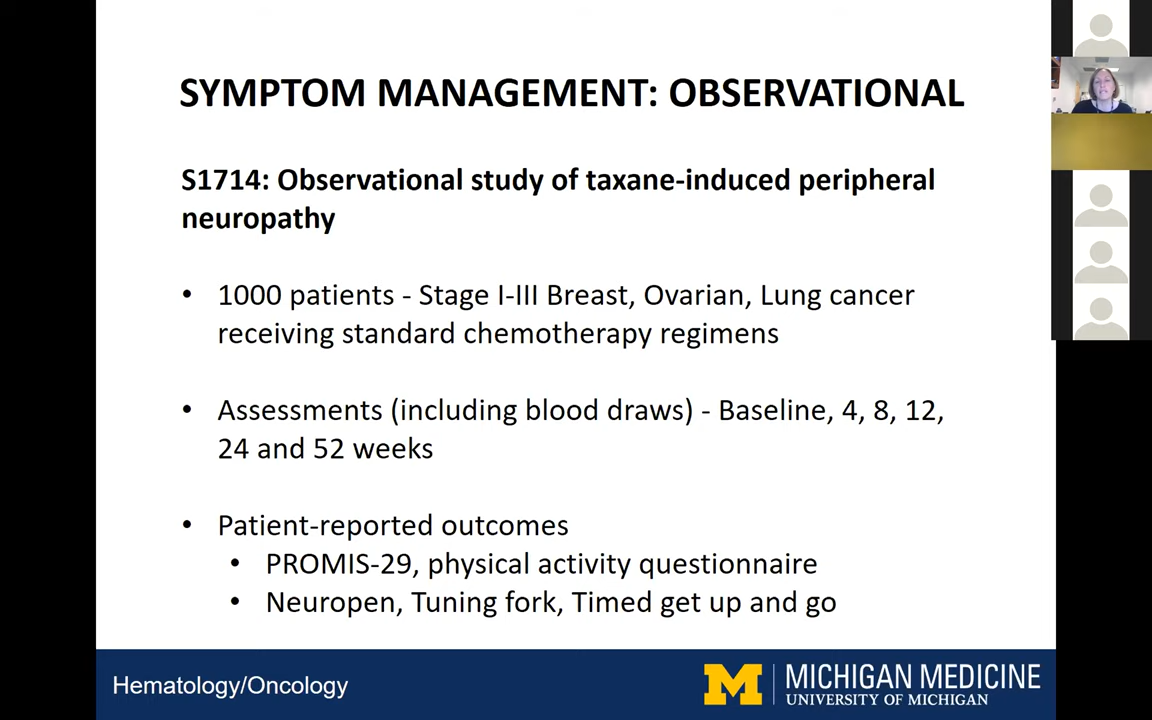 SYMPTOM MANAGEMENT: OBSERVATIONAL
S1714: Observational study of taxane-induced peripheral
neuropathy
• 1000 patients - Stage I-III Breast, Ovarian, Lung cancer
receiving standard chemotherapy regimens
• Assessments (including blood draws) - Baseline, 4, 8, 12,
24 and 52 weeks
• Patient-reported outcomes
• PROMIS-29, physical activity questionnaire
• Neuropen, Tuning fork, Timed get up and go
Hematology/Oncology
M MICHIGAN MEDICINE
UNIVERSITY OF MICHIGAN